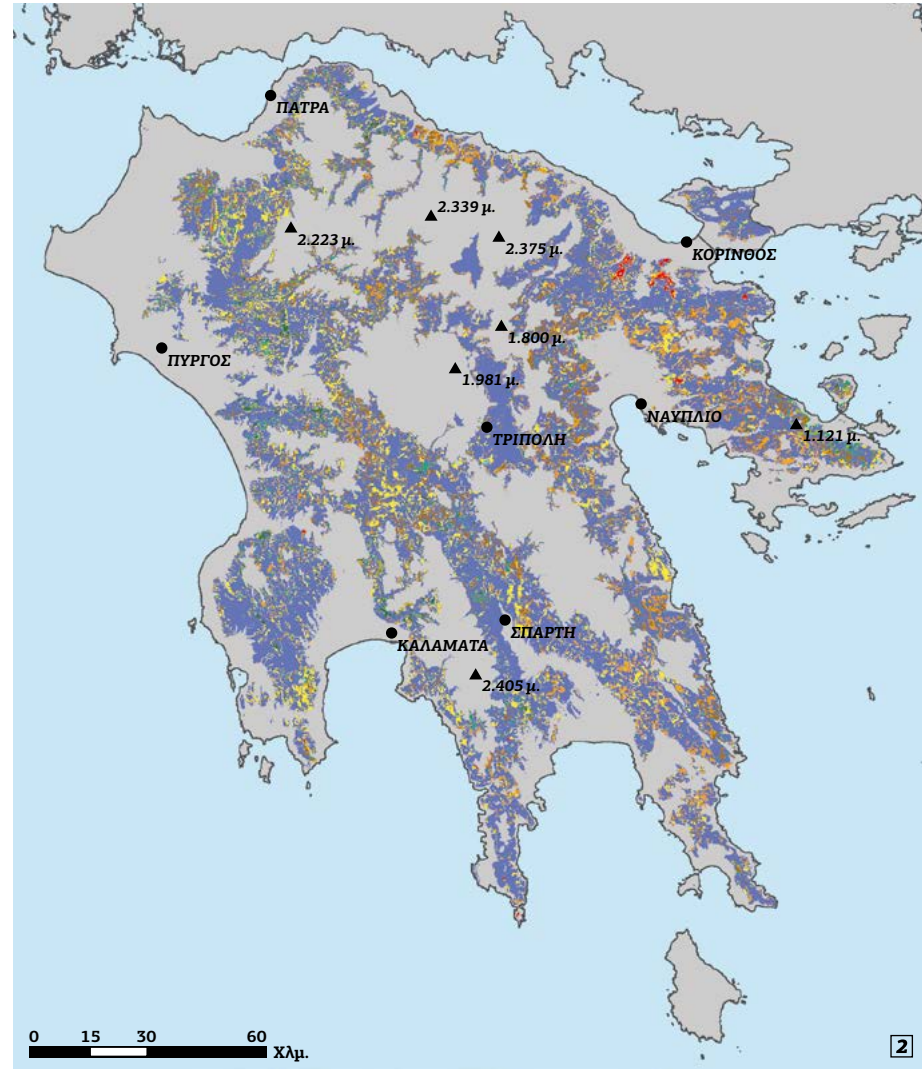 ΠΑΤΡΑ
2.339 μ.
2.223 μ.
2.375 μ.
ΚΟΡΙΝΘΟΣ
1.800 μ.
ΠΥΡΓΟΣ
1.981 μ.
ΝΑΥΠΛΙΟ
1.121 μ.
ΤΡΙΠΟΛΗ
ΣΠΑΡΤΗ
ΚΑΛΑΜΑΤΑ
2.405 μ.
0 15 30 60
Χλμ.
2